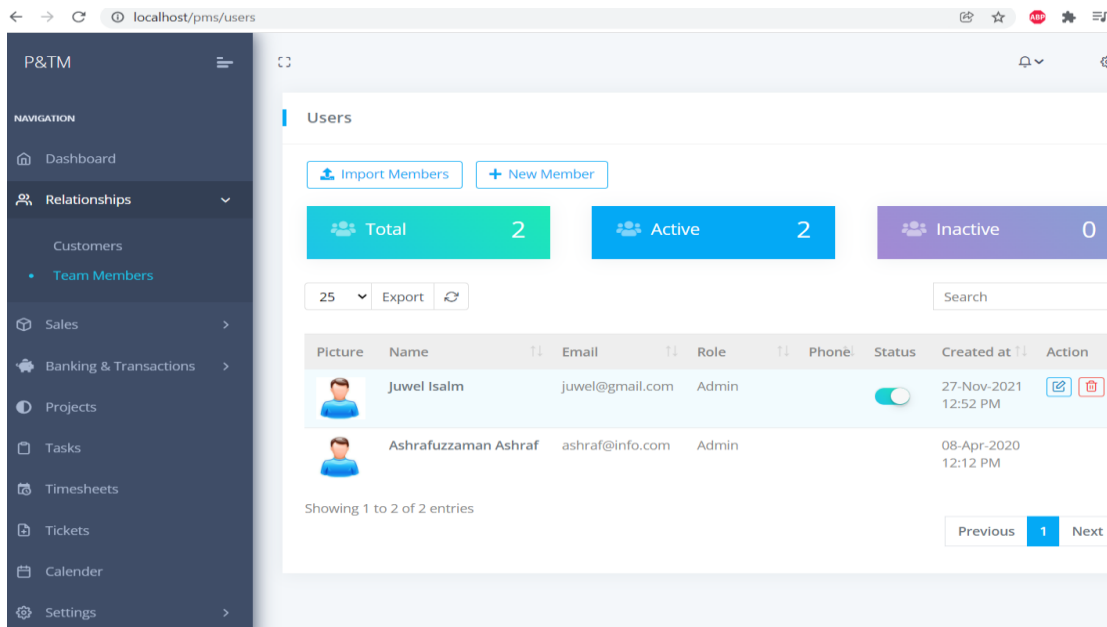 localhost/pms/users
ABP
P&TM
NAVIGATION
Dashboard
Relationships
Customers
Team Members
Sales
Banking & Transactions
Projects
Tasks
Timesheets
Tickets
Calender
Settings
Users
Import Members
New Member
Total 2
Active 2
Inactive 0
25 Export
Search
Picture Name Email Role Phone Status Created at Action
Juwel Isalm juwel@gmail.com Admin 27-Nov-2021
12:52 PM
Ashrafuzzaman Ashraf ashraf@info.com Admin 08-Apr-2020
12:12 PM
Showing 1 to 2 of 2 entries
Previous 1 Next